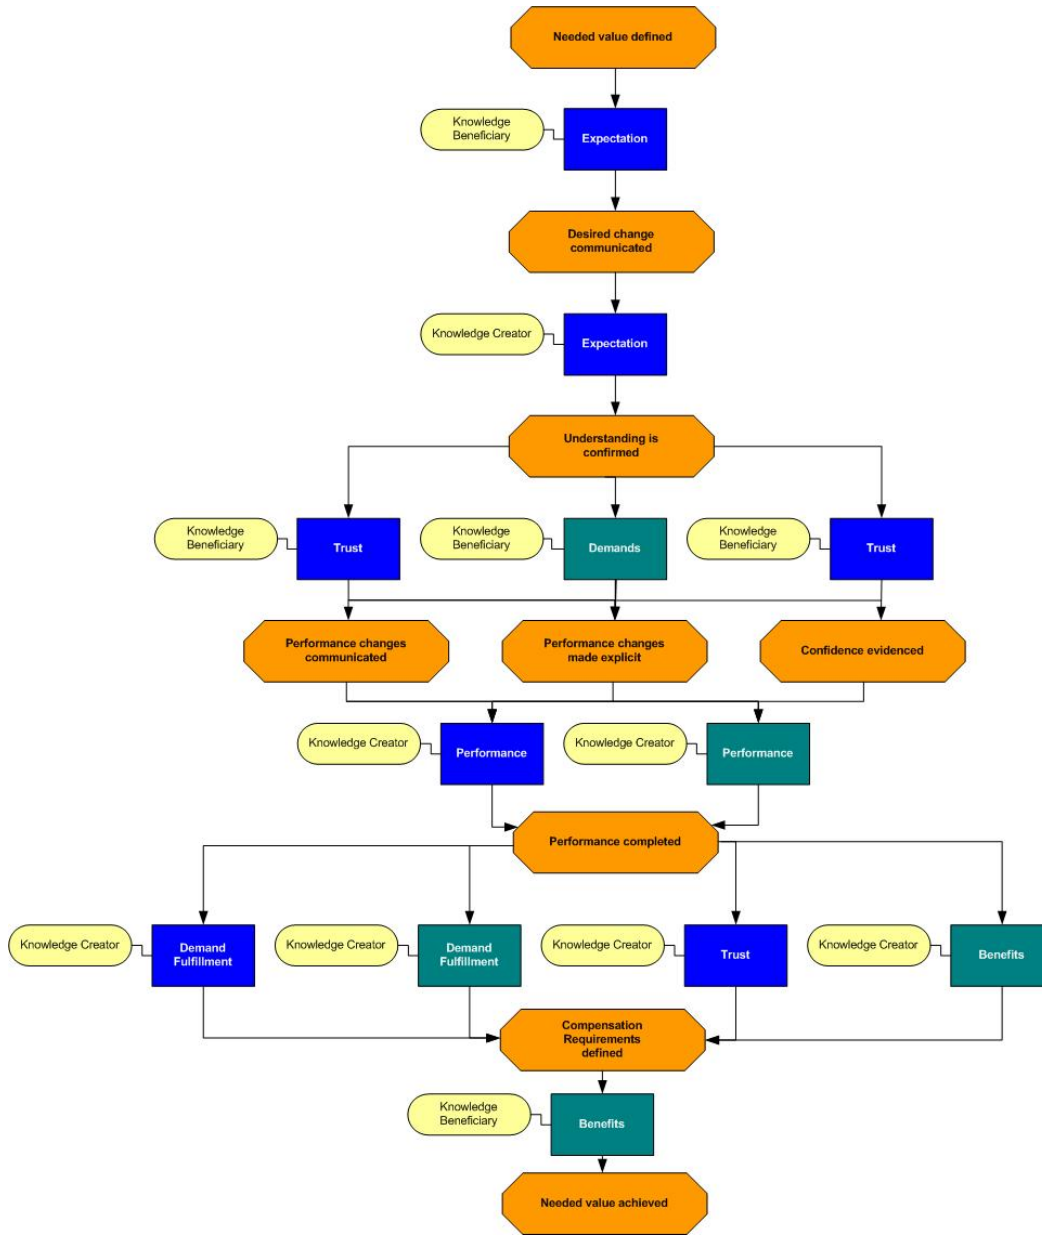 Needed value defined
Knowledge
Beneficiary
Expectation
Desired change
communicated
Knowledge Creator
Expectation
Understanding is
confirmed
Knowledge
Beneficiary
Trust
Knowledge
Beneficiary
Demands
Knowledge
Beneficiary
Trust
Performance changes
communicated
Performance changes
made explicit
Confidence evidenced
Knowledge Creator
Performance
Knowledge Creator
Performance
Performance completed
Knowledge Creator
Demand
Fulfillment
Knowledge Creator
Demand
Fulfillment
Knowledge Creator
Trust
Knowledge Creator
Benefits
Compensation
Requirements
defined
Knowledge
Beneficiary
Benefits
Needed value achieved